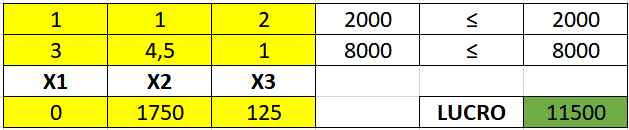 1 1 2 2000 ≤ 2000
3 4,5 1 8000 ≤ 8000
X1 X2 X3
0 1750 125 LUCRO 11500